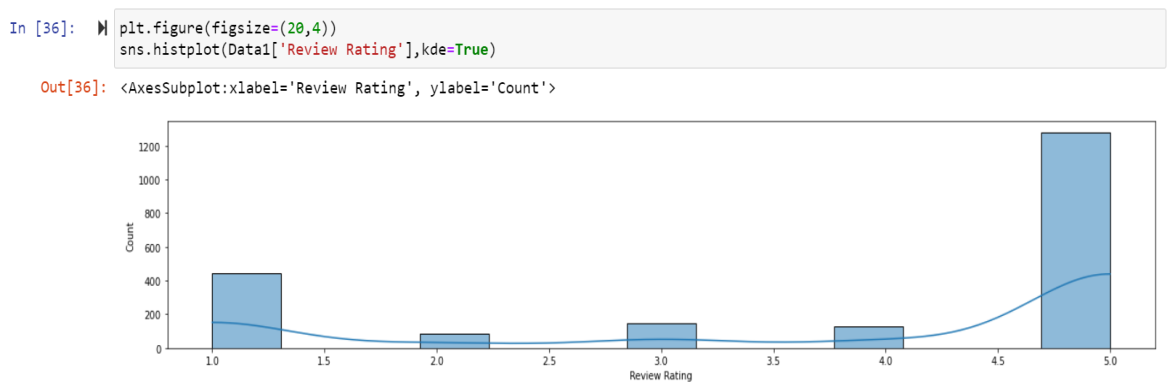 In [36]:
plt.figure(figsize=(20,4))
sns.histplot(Data1['Review Rating'],kde=True)
Out[36]: <AxesSubplot:xlabel='Review Rating', ylabel='Count'>
1200
1000
800
600
400
200
0
Count
1.0 1.5 2.0 2.5 3.0 3.5 4.0 4.5 5.0
Review Rating